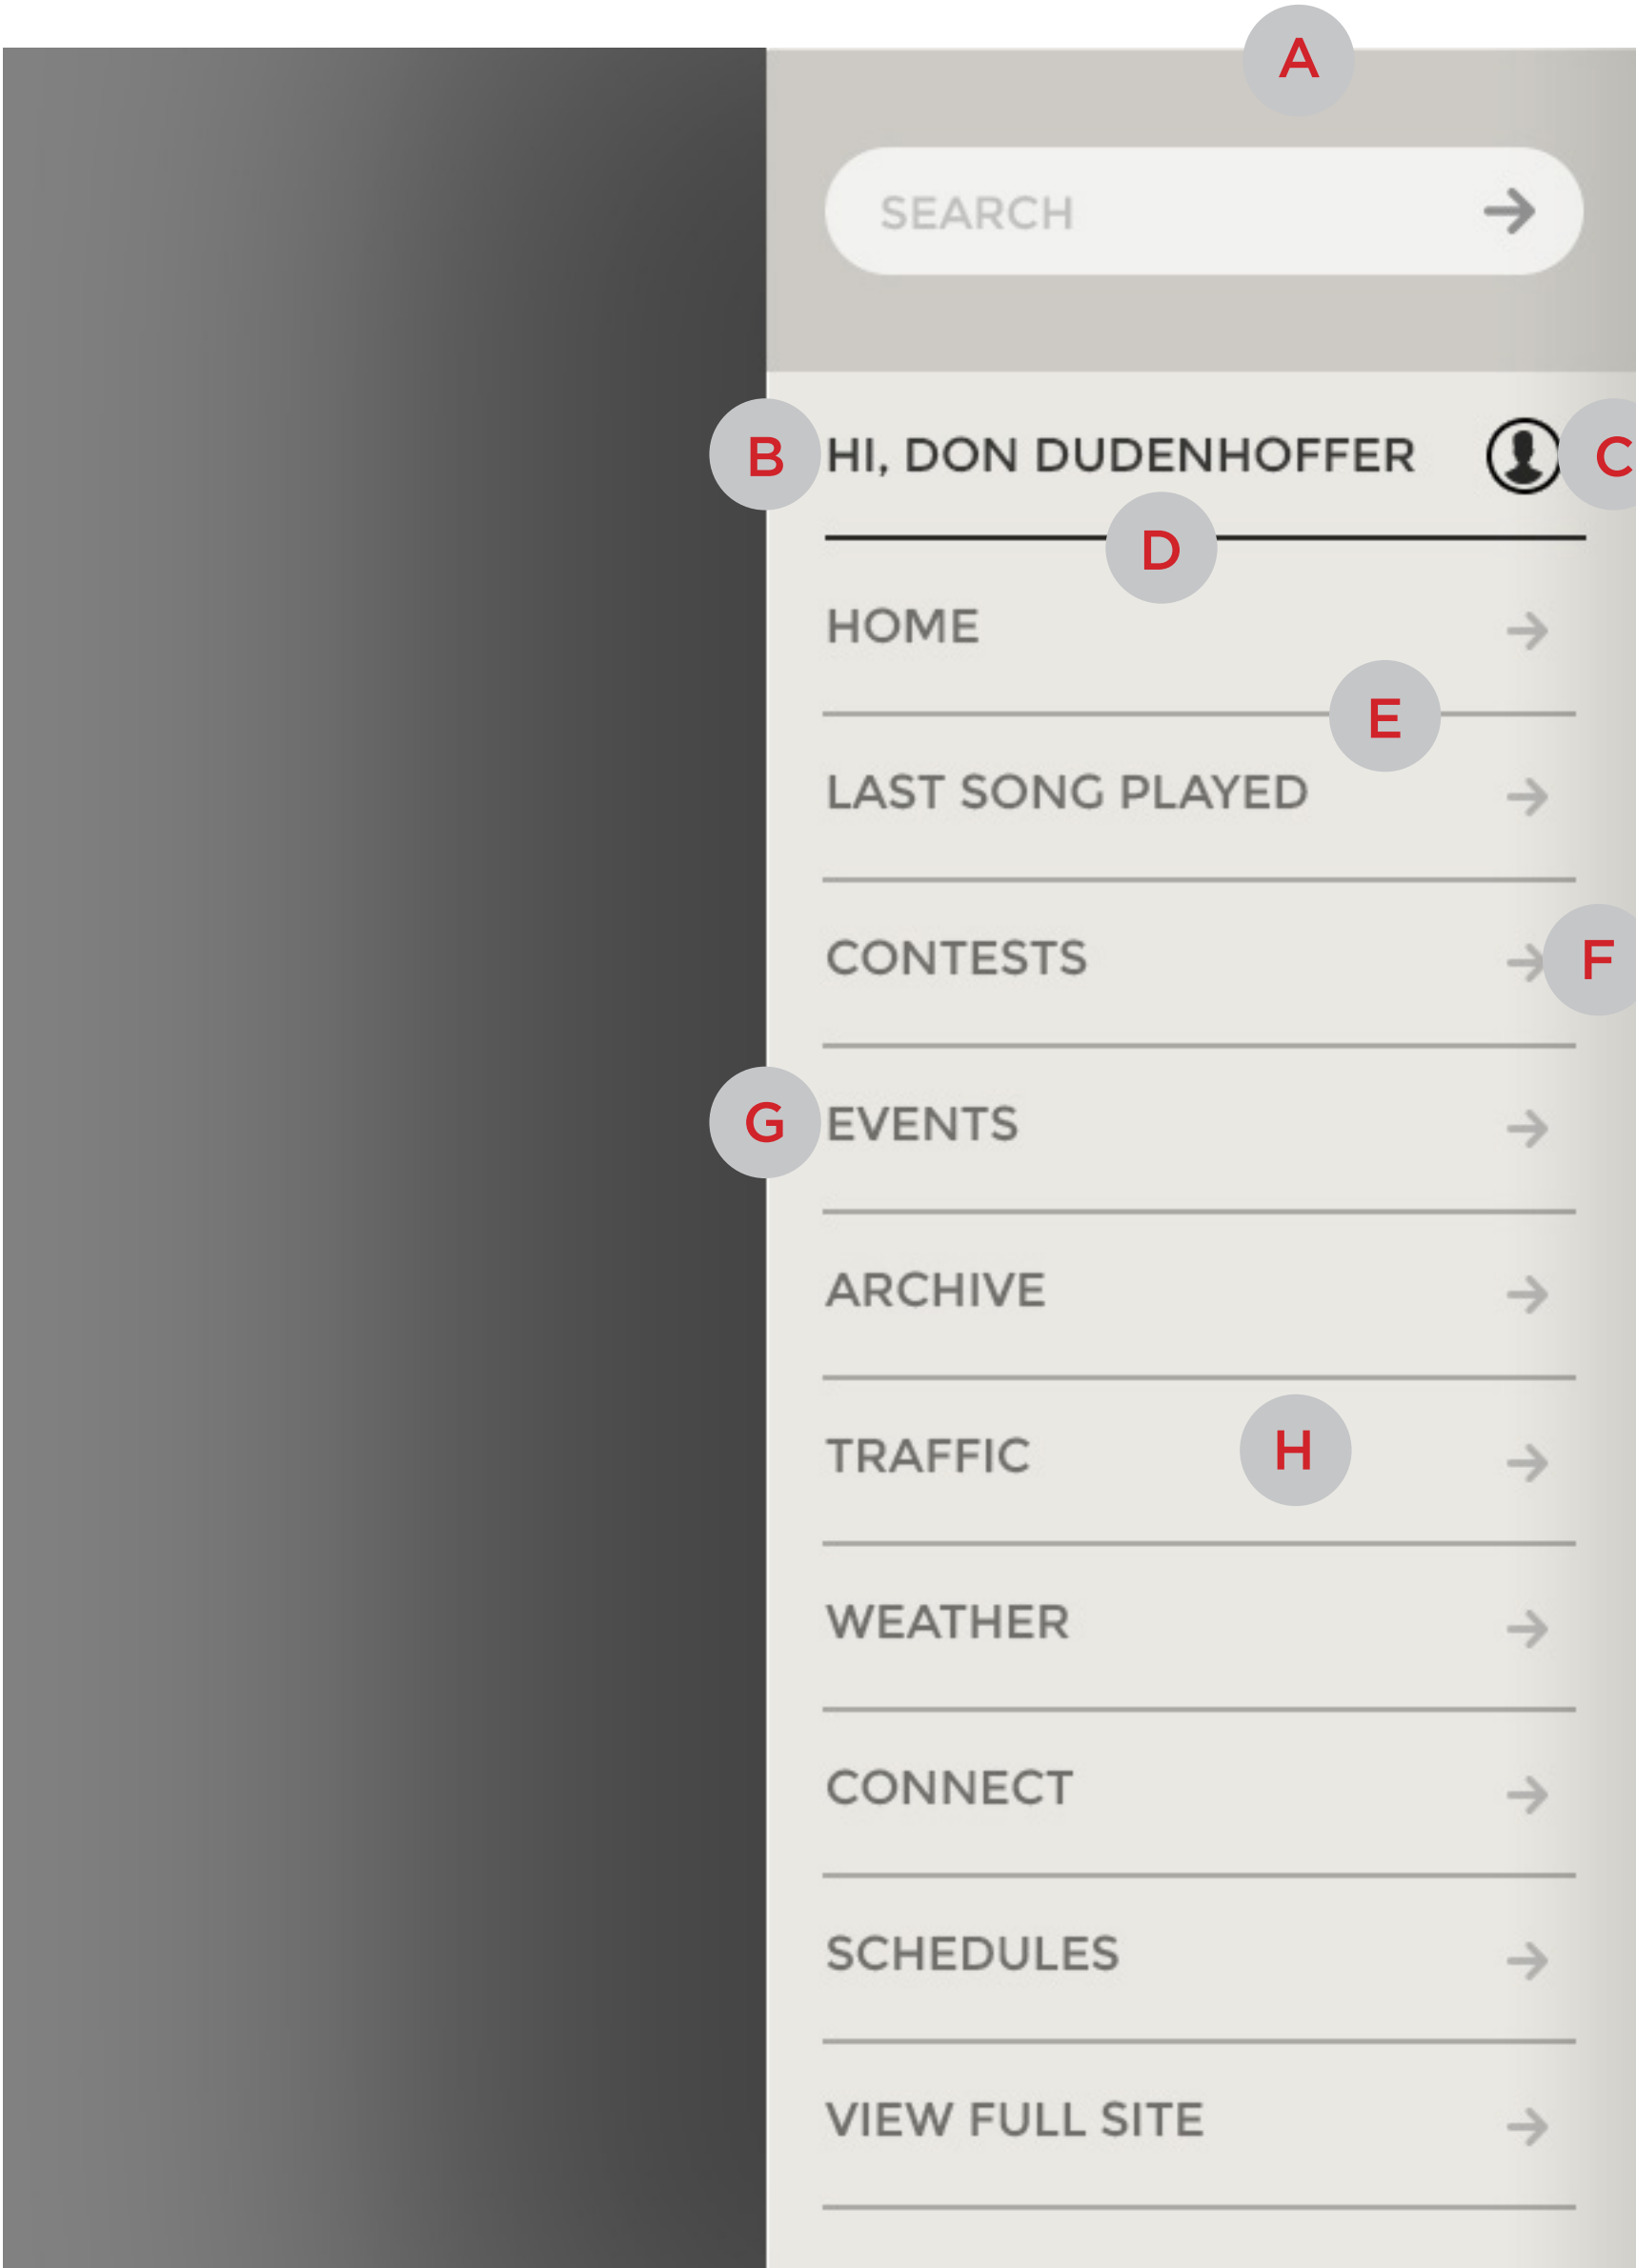 A
SEARCH
B HI, DON DUDENHOFFER C
D
HOME
E
LAST SONG PLAYED
CONTESTS F
G EVENTS
ARCHIVE
TRAFFIC H
WEATHER
CONNECT
SCHEDULES
VIEW FULL SITE